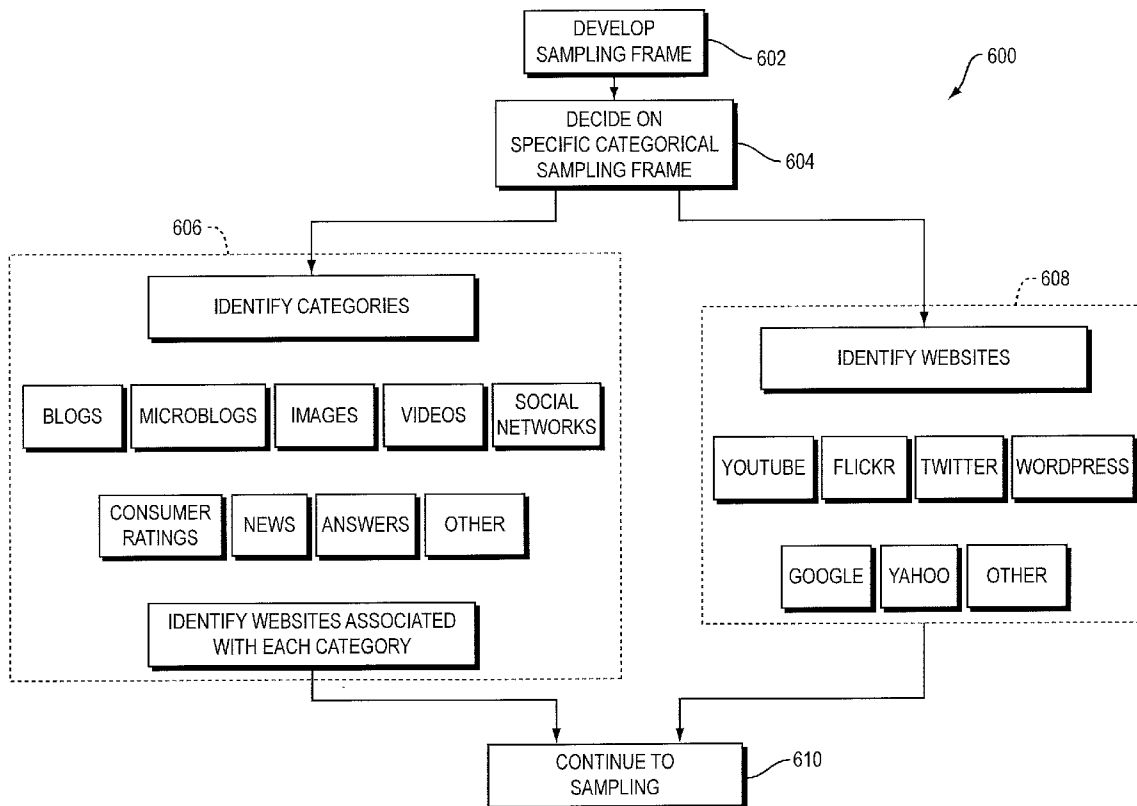 DEVELOP
SAMPLING FRAME
602
600
DECIDE ON
SPECIFIC CATEGORICAL
SAMPLING FRAME
604
606
IDENTIFY CATEGORIES
BLOGS
MICROBLOGS
IMAGES
VIDEOS
SOCIAL
NETWORKS
CONSUMER
RATINGS
NEWS
ANSWERS
OTHER
IDENTIFY WEBSITES ASSOCIATED
WITH EACH CATEGORY
608
IDENTIFY WEBSITES
YOUTUBE
FLICKR
TWITTER
WORDPRESS
GOOGLE
YAHOO
OTHER
CONTINUE TO
SAMPLING
610